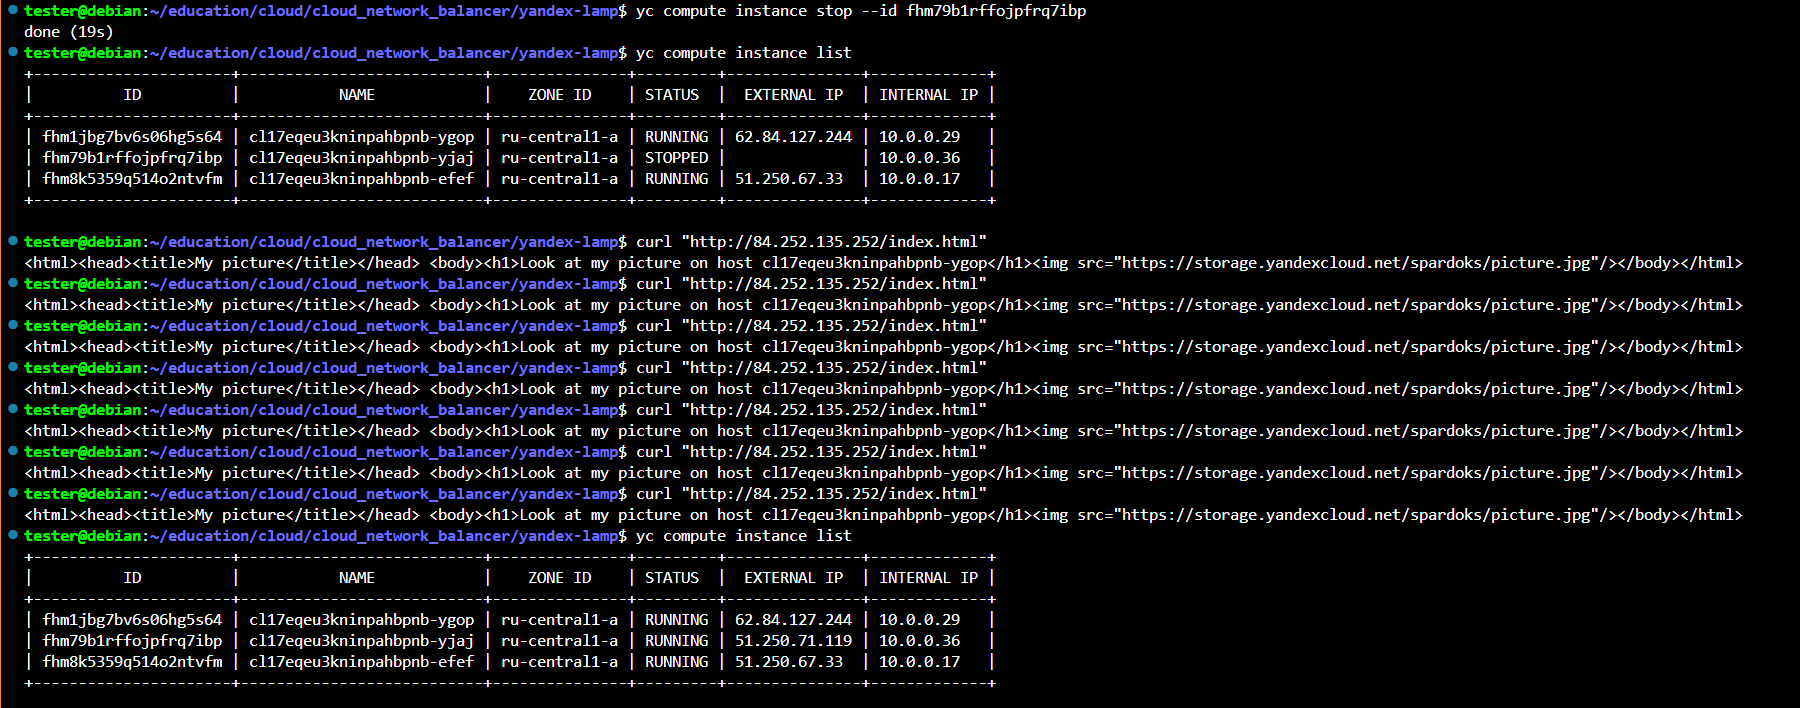 tester@debian:~/education/cloud/cloud_network_balancer/yandex-lamp$ yc compute instance stop --id fhm79b1rffojpfrq7ibp
done (19s)
tester@debian:~/education/cloud/cloud_network_balancer/yandex-lamp$ yc compute instance list
+----------------------+---------------------------+---------------+---------+---------------+-------------+
|          ID          |           NAME            |    ZONE ID    | STATUS  |  EXTERNAL IP  | INTERNAL IP |
+----------------------+---------------------------+---------------+---------+---------------+-------------+
| fhm1jbg7bv6s06hg5s64 | cl17eqeu3kninpahbpnb-ygop | ru-central1-a | RUNNING | 62.84.127.244 | 10.0.0.29   |
| fhm79b1rffojpfrq7ibp | cl17eqeu3kninpahbpnb-yjaj | ru-central1-a | STOPPED |               | 10.0.0.36   |
| fhm8k5359q514o2ntvfm | cl17eqeu3kninpahbpnb-efef | ru-central1-a | RUNNING | 51.250.67.33  | 10.0.0.17   |
+----------------------+---------------------------+---------------+---------+---------------+-------------+
tester@debian:~/education/cloud/cloud_network_balancer/yandex-lamp$ curl "http://84.252.135.252/index.html"
<html><head><title>My picture</title></head> <body><h1>Look at my picture on host cl17eqeu3kninpahbpnb-ygop</h1><img src="https://storage.yandexcloud.net/spardoks/picture.jpg"/></body></html>
tester@debian:~/education/cloud/cloud_network_balancer/yandex-lamp$ curl "http://84.252.135.252/index.html"
<html><head><title>My picture</title></head> <body><h1>Look at my picture on host cl17eqeu3kninpahbpnb-ygop</h1><img src="https://storage.yandexcloud.net/spardoks/picture.jpg"/></body></html>
tester@debian:~/education/cloud/cloud_network_balancer/yandex-lamp$ curl "http://84.252.135.252/index.html"
<html><head><title>My picture</title></head> <body><h1>Look at my picture on host cl17eqeu3kninpahbpnb-ygop</h1><img src="https://storage.yandexcloud.net/spardoks/picture.jpg"/></body></html>
tester@debian:~/education/cloud/cloud_network_balancer/yandex-lamp$ curl "http://84.252.135.252/index.html"
<html><head><title>My picture</title></head> <body><h1>Look at my picture on host cl17eqeu3kninpahbpnb-ygop</h1><img src="https://storage.yandexcloud.net/spardoks/picture.jpg"/></body></html>
tester@debian:~/education/cloud/cloud_network_balancer/yandex-lamp$ curl "http://84.252.135.252/index.html"
<html><head><title>My picture</title></head> <body><h1>Look at my picture on host cl17eqeu3kninpahbpnb-ygop</h1><img src="https://storage.yandexcloud.net/spardoks/picture.jpg"/></body></html>
tester@debian:~/education/cloud/cloud_network_balancer/yandex-lamp$ curl "http://84.252.135.252/index.html"
<html><head><title>My picture</title></head> <body><h1>Look at my picture on host cl17eqeu3kninpahbpnb-ygop</h1><img src="https://storage.yandexcloud.net/spardoks/picture.jpg"/></body></html>
tester@debian:~/education/cloud/cloud_network_balancer/yandex-lamp$ curl "http://84.252.135.252/index.html"
<html><head><title>My picture</title></head> <body><h1>Look at my picture on host cl17eqeu3kninpahbpnb-ygop</h1><img src="https://storage.yandexcloud.net/spardoks/picture.jpg"/></body></html>
tester@debian:~/education/cloud/cloud_network_balancer/yandex-lamp$ yc compute instance list
+----------------------+---------------------------+---------------+---------+---------------+-------------+
|          ID          |           NAME            |    ZONE ID    | STATUS  |  EXTERNAL IP  | INTERNAL IP |
+----------------------+---------------------------+---------------+---------+---------------+-------------+
| fhm1jbg7bv6s06hg5s64 | cl17eqeu3kninpahbpnb-ygop | ru-central1-a | RUNNING | 62.84.127.244 | 10.0.0.29   |
| fhm79b1rffojpfrq7ibp | cl17eqeu3kninpahbpnb-yjaj | ru-central1-a | RUNNING | 51.250.71.119 | 10.0.0.36   |
| fhm8k5359q514o2ntvfm | cl17eqeu3kninpahbpnb-efef | ru-central1-a | RUNNING | 51.250.67.33  | 10.0.0.17   |
+----------------------+---------------------------+---------------+---------+---------------+-------------+